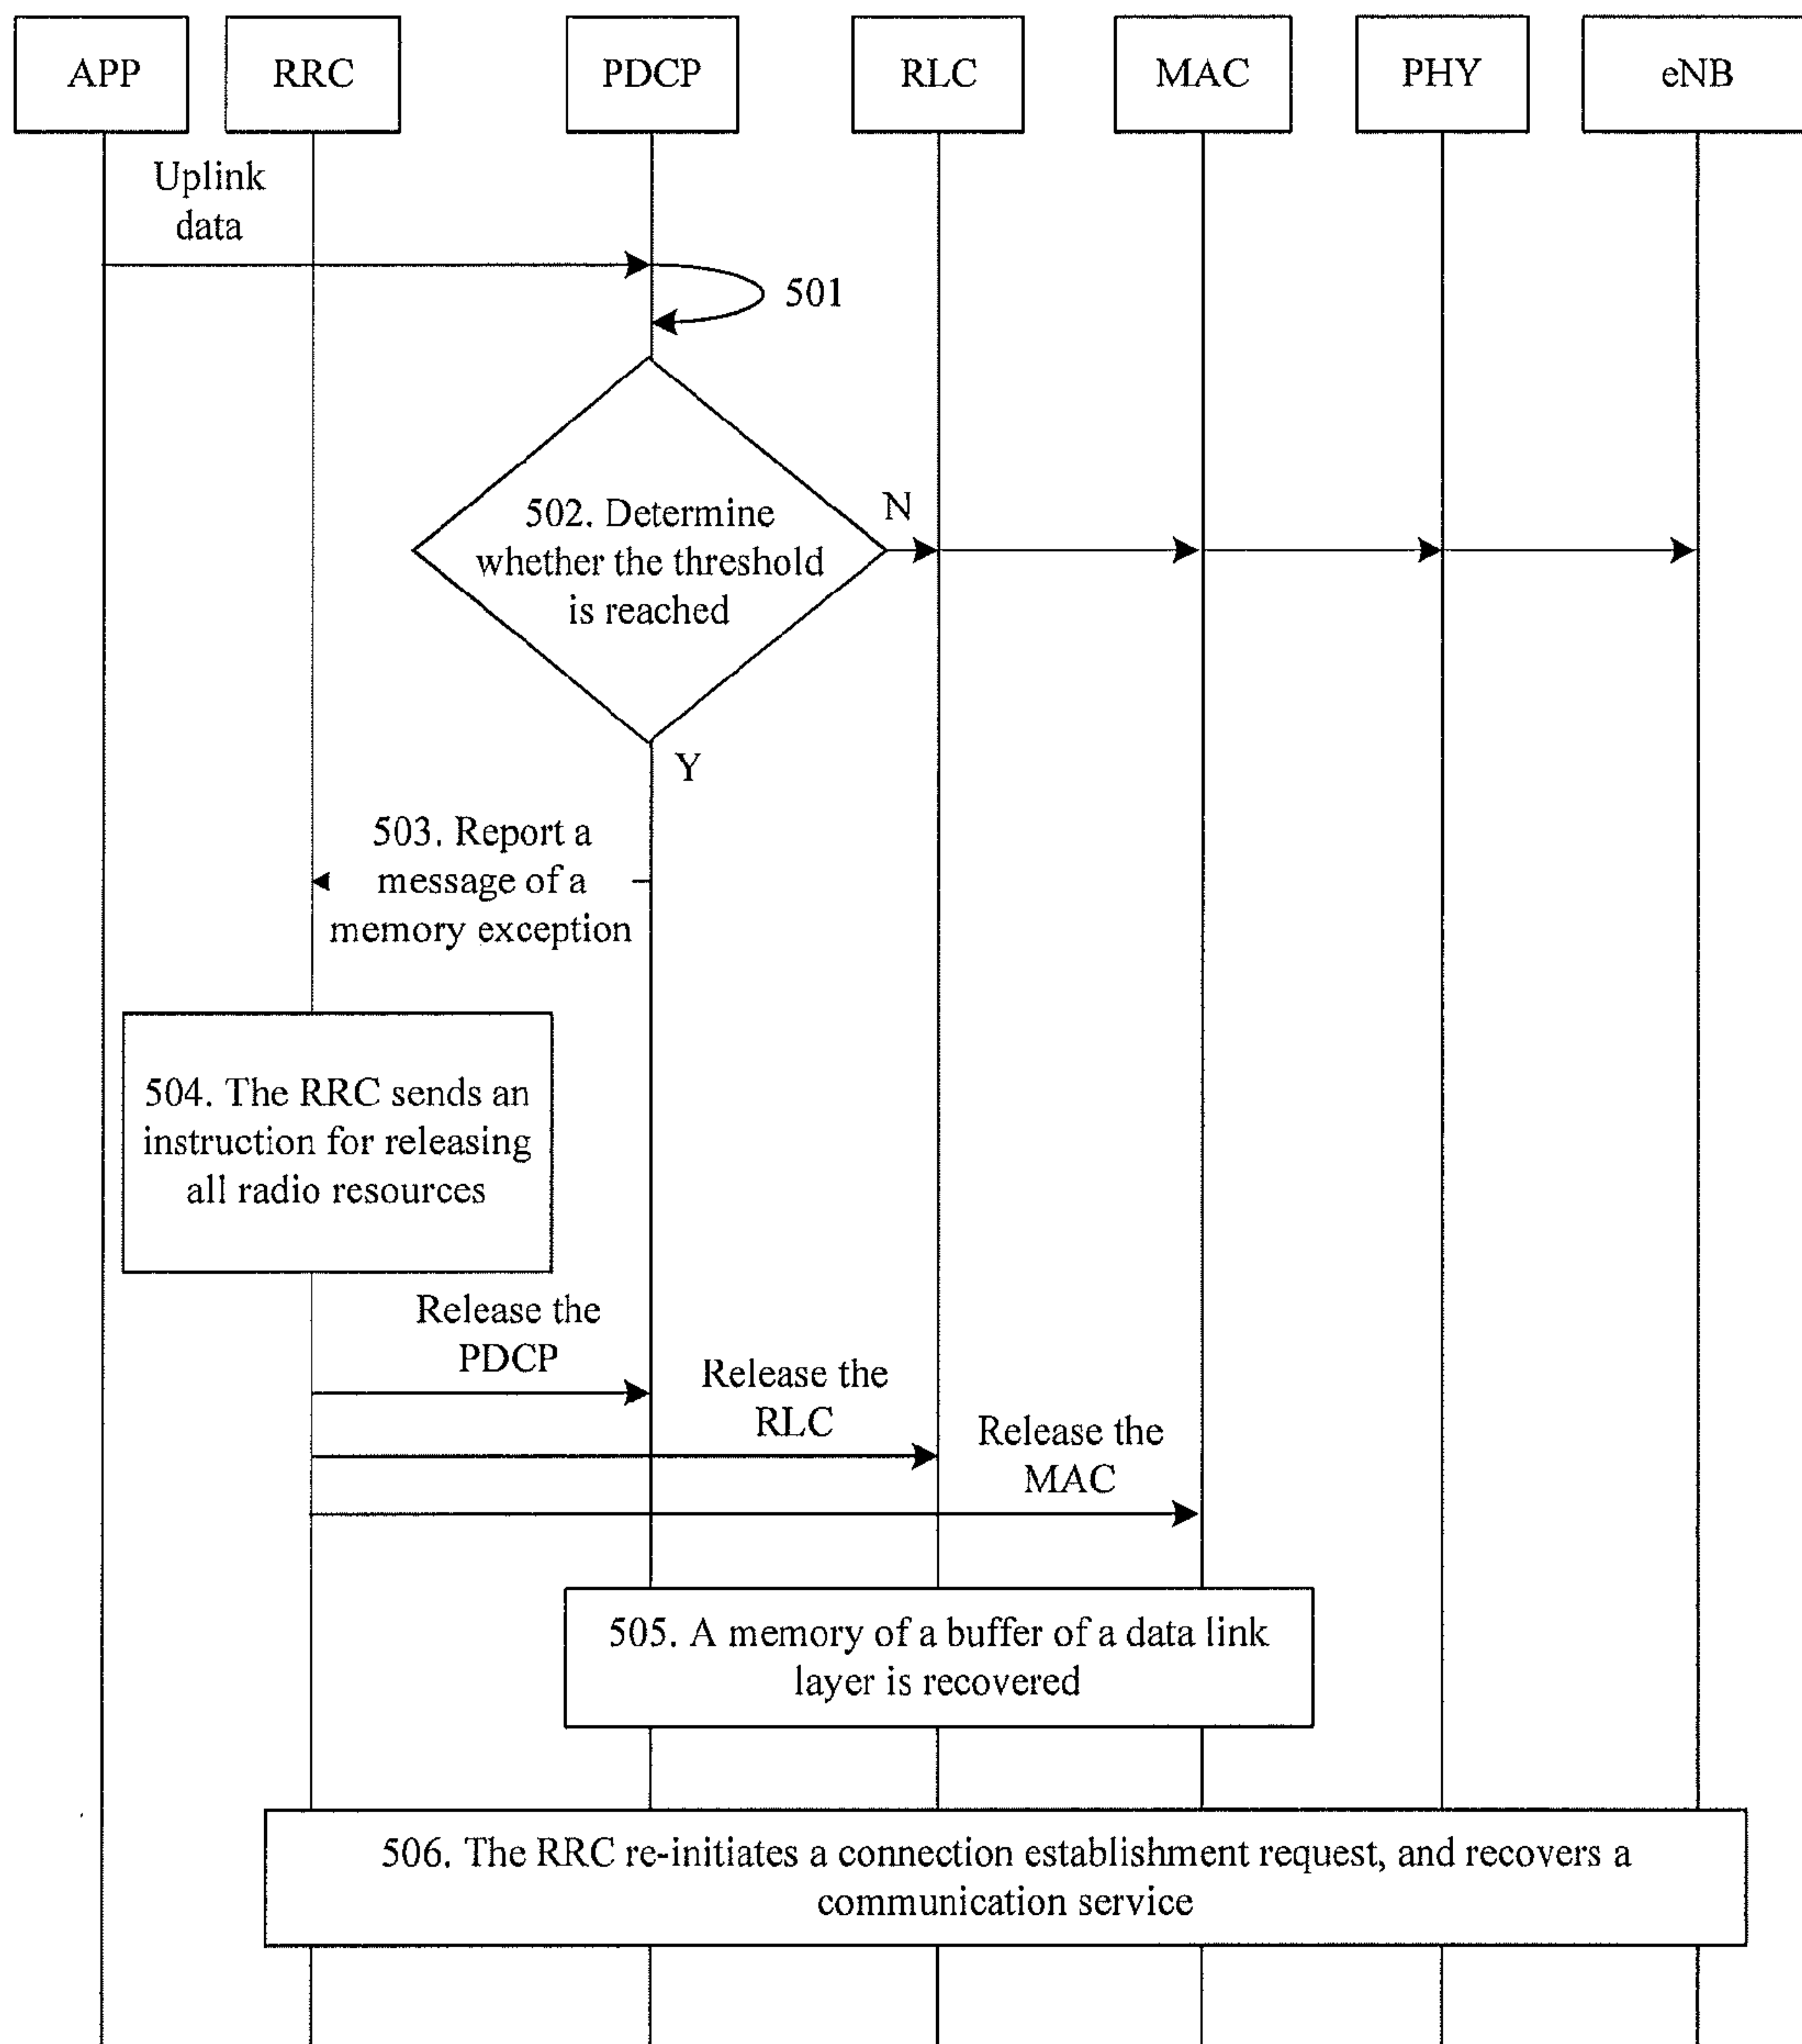 APP
RRC
PDCP
RLC
MAC
PHY
eNB
Uplink
data
501
502. Determine
whether the threshold
is reached
N
Y
503. Report a
message of a
memory exception
504. The RRC sends an
instruction for releasing
all radio resources
Release the
PDCP
Release the
RLC
Release the
MAC
505. A memory of a buffer of a data link
layer is recovered
506. The RRC re-initiates a connection establishment request, and recovers a
communication service